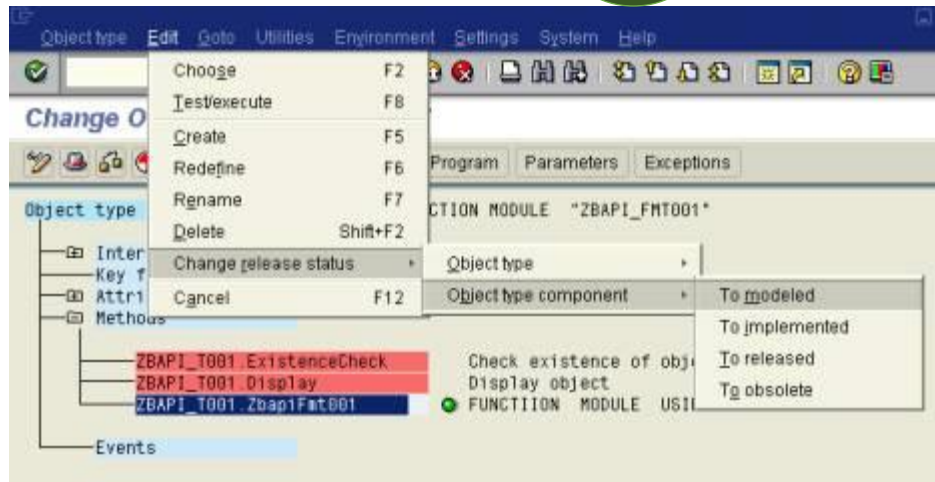 Object type Edit Goto Utilities Environment Settings System Help
Choose F2
Test/execute F8
Change O
Create F5
Redefine F6
Program Parameters Exceptions
Rename F7
Object type CTION MODULE "ZBAPI_FMT001"
Delete Shift+F2
Inter
Change release status
Object type
Key f
Attri
Cancel F12
Object type component
To modeled
Methods
To implemented
ZBAPI_T001.ExistenceCheck Check existence of obj
To released
ZBAPI_T001.Display Display object
To obsolete
ZBAPI_T001.ZbapiFmt001 FUNCTIION MODULE USI
Events